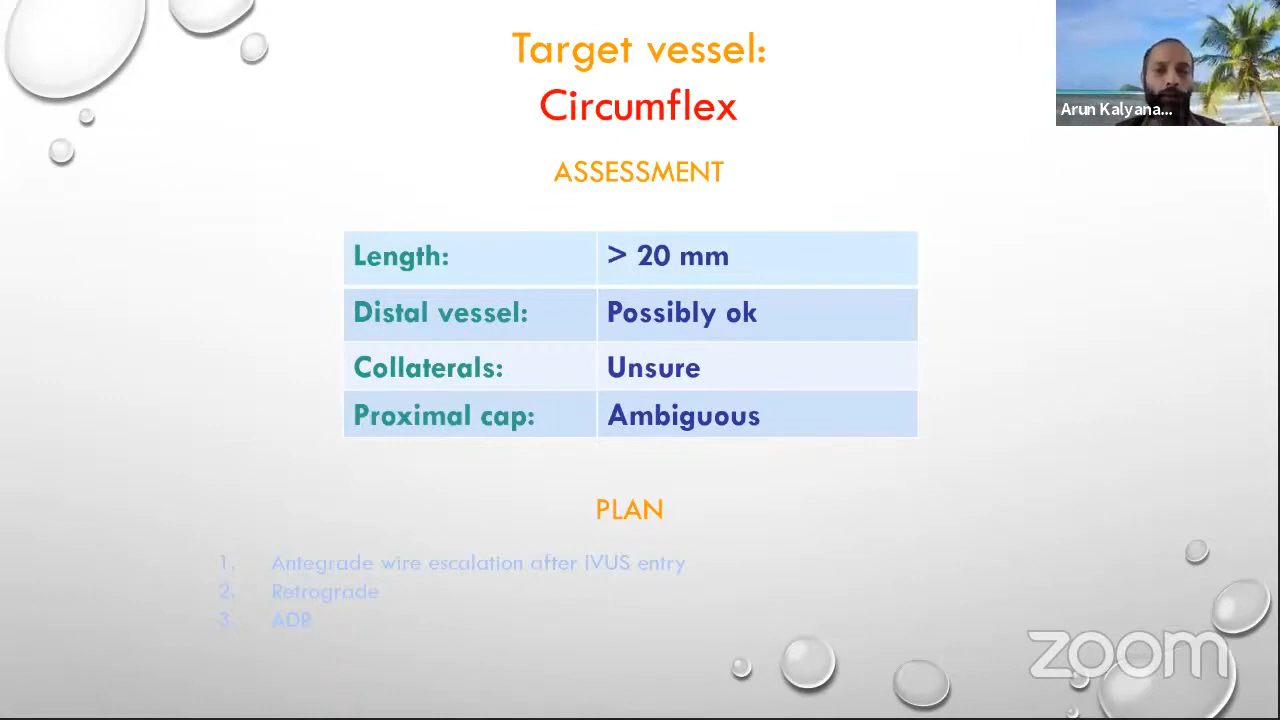 Target vessel:
Circumflex
Arun Kalyana...
ASSESSMENT
Length: > 20 mm
Distal vessel: Possibly ok
Collaterals: Unsure
Proximal cap: Ambiguous
PLAN
1. Antegrade wire escalation after IVUS entry
2. Retrograde
3. ADR
zoom